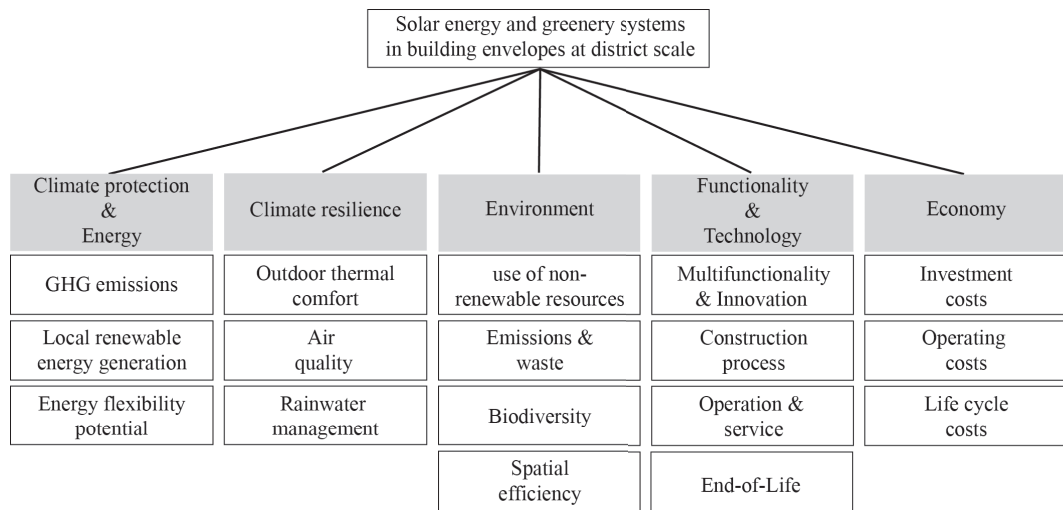 Solar energy and greenery systems
in building envelopes at district scale
Climate protection
&
Energy
GHG emissions
Local renewable
energy generation
Energy flexibility
potential
Climate resilience
Outdoor thermal
comfort
Air
quality
Rainwater
management
Environment
use of non-
renewable resources
Emissions &
waste
Biodiversity
Spatial
efficiency
Functionality
&
Technology
Multifunctionality
& Innovation
Construction
process
Operation &
service
End-of-Life
Economy
Investment
costs
Operating
costs
Life cycle
costs